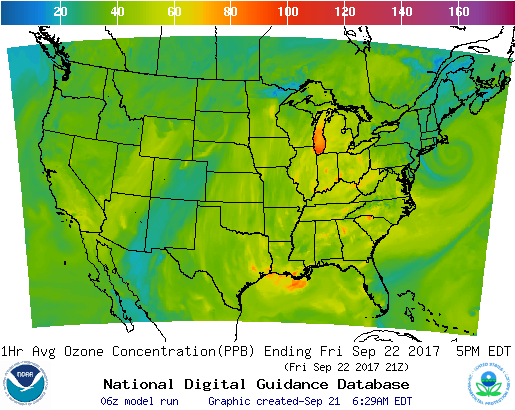 20 40 60 80 100 120 140 160
1Hr Avg Ozone Concentration(PPB) Ending Fri Sep 22 2017 5PM EDT
(Fri Sep 22 2017 21Z)
National Digital Guidance Database
06z model run Graphic created-Sep 21 6:29AM EDT
NOAA